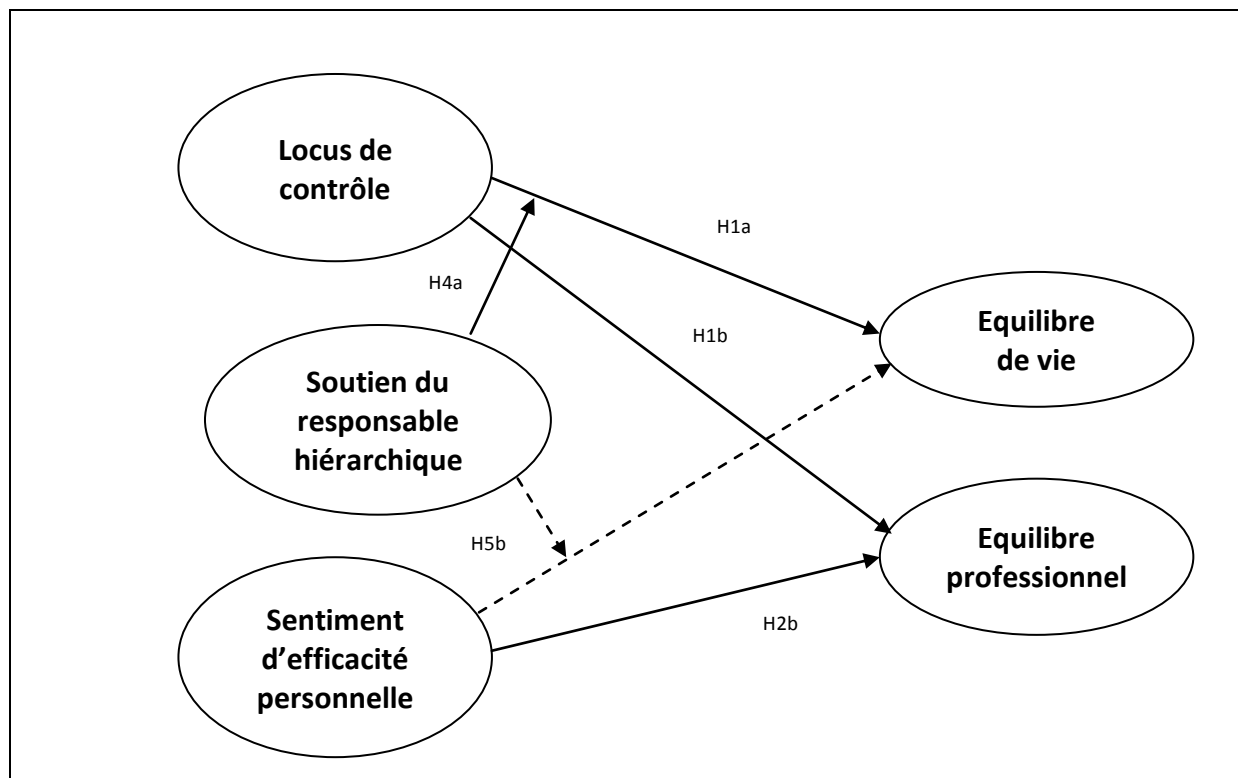 Locus de
contrôle
H1a
H4a
Equilibre
de vie
H1b
Soutien du
responsable
hiérarchique
H5b
Equilibre
professionnel
H2b
Sentiment
d’efficacité
personnelle